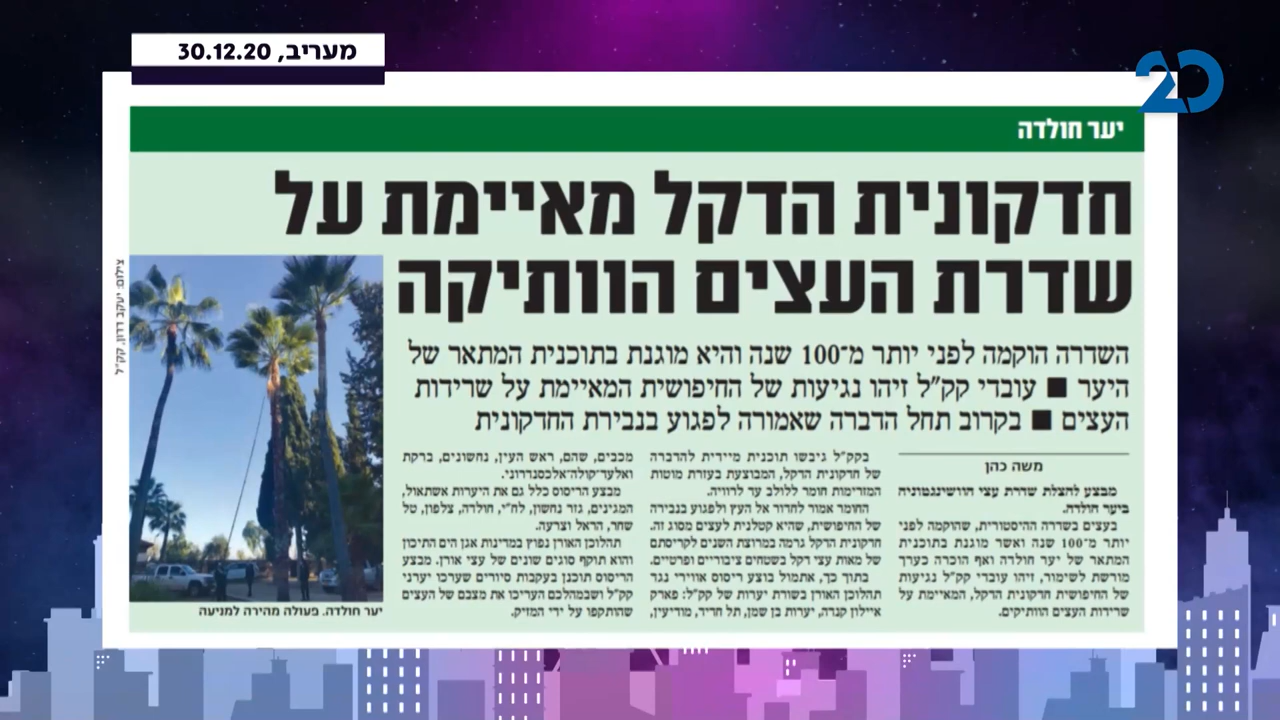 מעריב, 30.12.20
20
יער חולדה
חדקונית הדקל מאיימת על
שדרת העצים הוותיקה
השדרה הוקמה לפני יותר מ־100 שנה והיא מוגנת בתוכנית המתאר של
היער ■ עובדי קק"ל זיהו נגיעות של החיפושית המאיימת על שרידות
העצים ■ בקרוב תחל הדברה שאמורה לפגוע בנבירת החדקונית
משה כהן
מבצע להצלת שדרת עצי הוושינגטוניה
ביער חולדה.
בעצים בשדרה ההיסטורית, שהוקמה לפני
יותר מ־100 שנה ואשר מוגנת בתוכנית
המתאר של יער חולדה ואף הוכרה כערך
מורשת לשימור, זיהו עובדי קק"ל נגיעות
של החיפושית חדקונית הדקל, המאיימת על
שרידות העצים הוותיקים.
בקק"ל גיבשו תוכנית מיידית להדברה
של חדקונית הדקל, המבוצעת בעזרת מוטות
המזרימות חומר ללולב עד לרוויה.
החומר אמור לחדור אל העץ ולפגוע בנבירה
של החיפושית, שהיא קטלנית לעצים מסוג זה.
חדקונית הדקל גרמה במרוצת השנים לקריסתם
של מאות עצי דקל בשטחים ציבוריים ופרטיים.
בתוך כך, אתמול בוצע ריסוס אווירי נגד
תהלוכן האורן בשורת יערות של קק"ל: פארק
איילון קנדה, יערות בן שמן, תל חדיד, מודיעין,
מכבים, שהם, ראש העין, נחשונים, ברקת
ואלעד־קולה־אלכסנדרוני.
מבצע הריסוס כלל גם את היערות אשתאול,
המגינים, גזר נחשון, לח"י, חולדה, צלפון, טל
שחר, הראל וצרעה.
תהלוכן האורן נפוץ במדינות אגן הים התיכון
והוא תוקף סוגים שונים של עצי אורן. מבצע
הריסוס תוכנן בעקבות סיורים שערכו יערני
קק"ל ושבמהלכם העריכו את מצבם של העצים
שהותקפו על ידי המזיק.
יער חולדה. פעולה מהירה למניעה